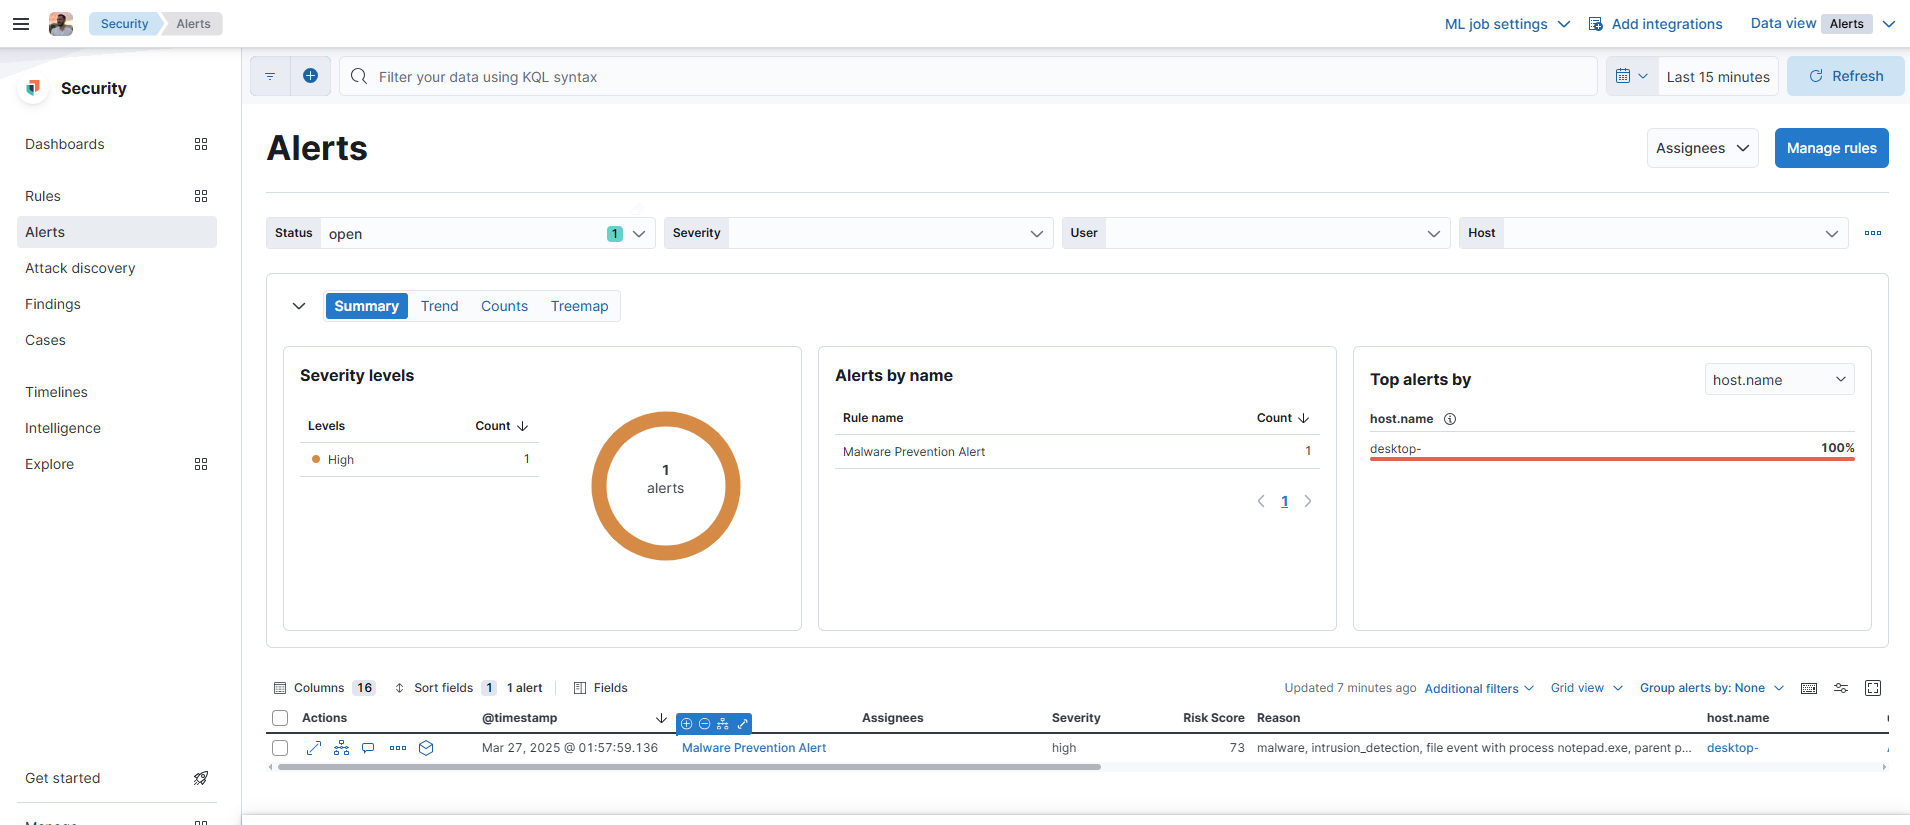 Security Alerts ML job settings Add integrations Data view Alerts
Security
Filter your data using KQL syntax Last 15 minutes Refresh
Dashboards
Rules
Alerts
Attack discovery
Findings
Cases
Timelines
Intelligence
Explore
Get started
Manage
Alerts
Assignees Manage rules
Status open 1 Severity User Host
Summary Trend Counts Treemap
Severity levels
Levels Count
High 1
1
alerts
Alerts by name
Rule name Count
Malware Prevention Alert 1
1
Top alerts by host.name
host.name
desktop- 100%
Columns 16 Sort fields 1 1 alert Fields Updated 7 minutes ago Additional filters Grid view Group alerts by: None
Actions @timestamp Assignees Severity Risk Score Reason host.name
Mar 27, 2025 @ 01:57:59.136 Malware Prevention Alert high 73 malware, intrusion_detection, file event with process notepad.exe, parent p... desktop-